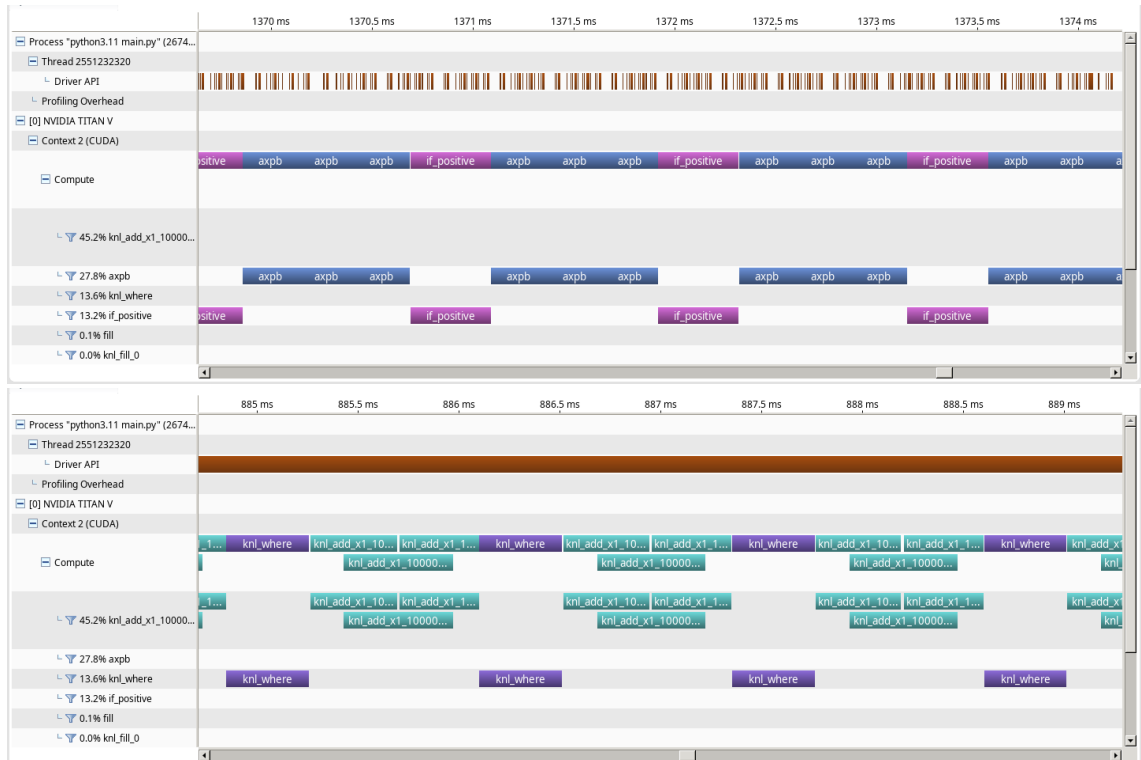 1370 ms 1370.5 ms 1371 ms 1371.5 ms 1372 ms 1372.5 ms 1373 ms 1373.5 ms 1374 ms
Process "python3.11 main.py" (2674...
Thread 2551232320
Driver API
Profiling Overhead
[0] NVIDIA TITAN V
Context 2 (CUDA)
Compute
ositive axpb axpb axpb if_positive axpb axpb axpb if_positive axpb axpb axpb if_positive axpb axpb a
45.2% knl_add_x1_10000...
27.8% axpb
axpb axpb axpb axpb axpb axpb axpb axpb axpb axpb axpb a
13.6% knl_where
13.2% if_positive
ositive if_positive if_positive if_positive
0.1% fill
0.0% knl_fill_0
885 ms 885.5 ms 886 ms 886.5 ms 887 ms 887.5 ms 888 ms 888.5 ms 889 ms
Process "python3.11 main.py" (2674...
Thread 2551232320
Driver API
Profiling Overhead
[0] NVIDIA TITAN V
Context 2 (CUDA)
_1... knl_where knl_add_x1_10... knl_add_x1_1... knl_where knl_add_x1_10... knl_add_x1_1... knl_where knl_add_x1_10... knl_add_x1_1... knl_where knl_add_x1
Compute
knl_add_x1_10000... knl_add_x1_10000... knl_add_x1_10000... knl_
_1... knl_add_x1_10... knl_add_x1_1... knl_add_x1_10... knl_add_x1_1... knl_add_x1_10... knl_add_x1_1... knl_add_x1
45.2% knl_add_x1_10000...
knl_add_x1_10000... knl_add_x1_10000... knl_add_x1_10000... knl_
27.8% axpb
13.6% knl_where
knl_where knl_where knl_where knl_where
13.2% if_positive
0.1% fill
0.0% knl_fill_0